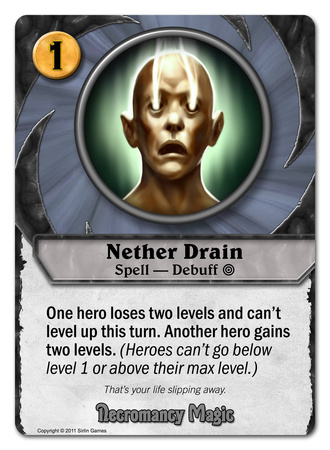 1
Nether Drain
Spell — Debuff ◎
One hero loses two levels and can't
level up this turn. Another hero gains
two levels. (Heroes can't go below
level 1 or above their max level.)
That's your life slipping away.
Necromancy Magic
Copyright © 2011 Sirlin Games